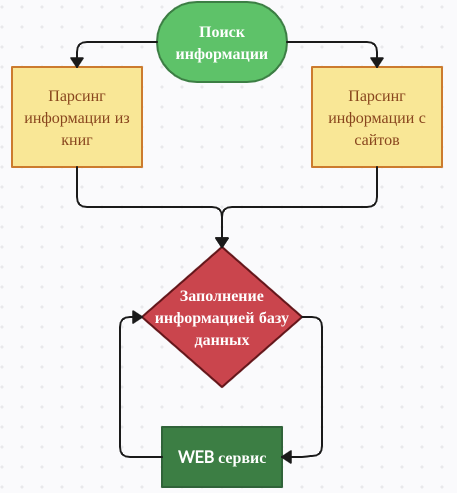 Поиск
информации
Парсинг
информации из
книг
Парсинг
информации с
сайтов
Заполнение
информацией базу
данных
WEB сервис